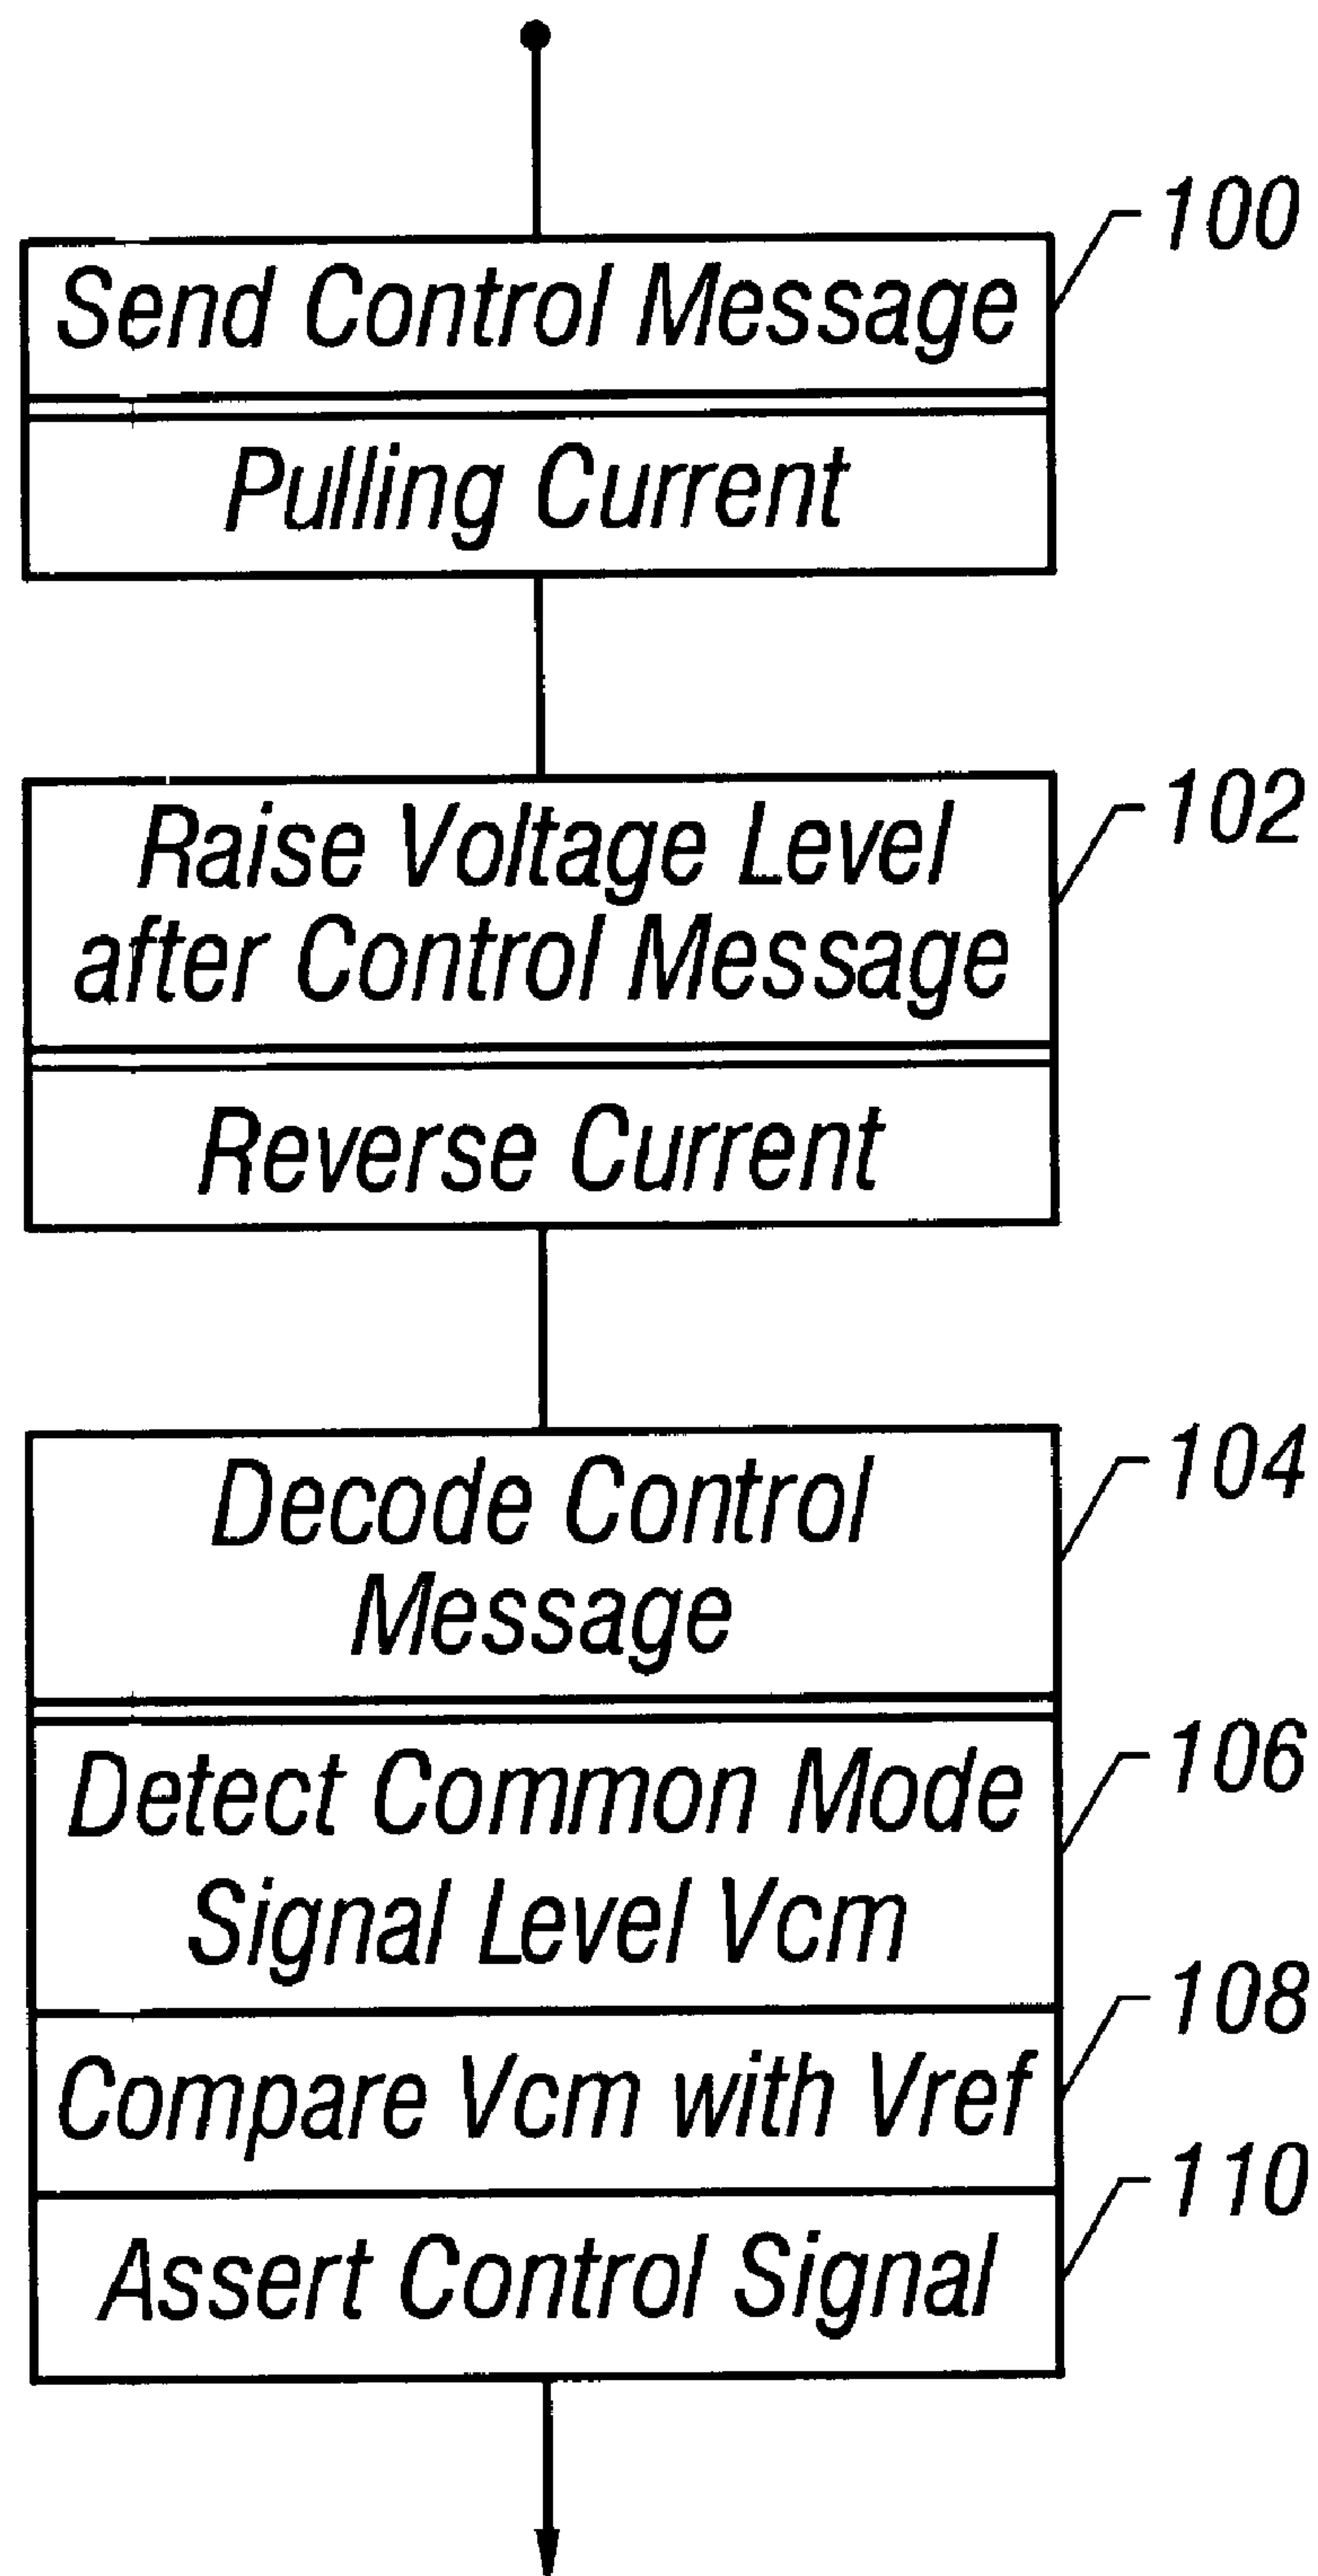 100
Send Control Message
Pulling Current
102
Raise Voltage Level
after Control Message
Reverse Current
104
Decode Control
Message
106
Detect Common Mode
Signal Level Vcm
108
Compare Vcm with Vref
110
Assert Control Signal